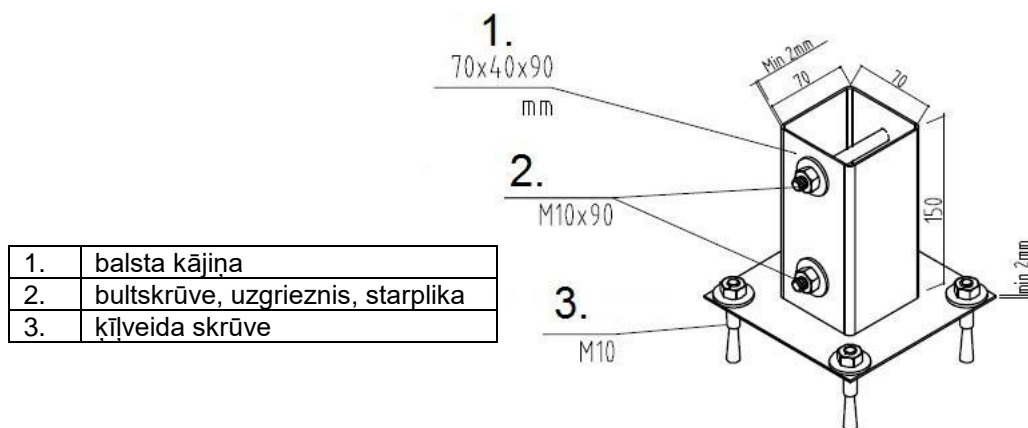 1.
70x40x90
mm
2.
M10x90
3.
M10
Min 2mm
70
70
150
min 2mm
1. balsta kājiņa
2. bultskrūve, uzgrieznis, starplika
3. ķīļveida skrūve